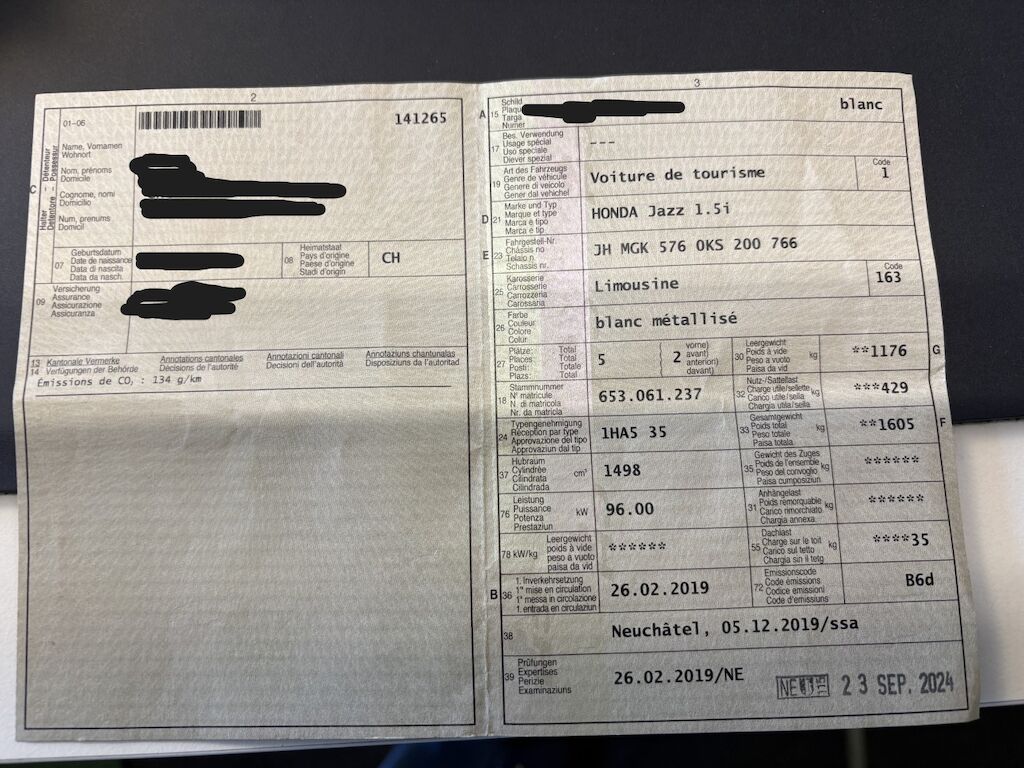 2
01-06
141265
C
Halter - Détenteur
Detentore - Possessur
Name, Vornamen
Wohnort
Nom, prénoms
Domicile
Cognome, nomi
Domicilio
Num, prenums
Domicil
07
Geburtsdatum
Date de naissance
Data di nascita
Data da nasch.
08
Heimatstaat
Pays d'origine
Paese d'origine
Stadi d'origin
CH
09
Versicherung
Assurance
Assicurazione
Assicuranza
13 Kantonale Vermerke Annotations cantonales Annotazioni cantonali Annotaziuns chantunalas
14 Verfügungen der Behörde Décisions de l'autorité Decisioni dell'autorità Disposiziuns da l'autoritad
Émissions de CO₂ : 134 g/km
3
A 15
Schild
Plaque
Targa
Numer
blanc
17
Bes. Verwendung
Usage spécial
Uso speciale
Diever spezial
---
19
Art des Fahrzeugs
Genre de véhicule
Genere di veicolo
Gener dal vehichel
Voiture de tourisme
Code
1
D 21
Marke und Typ
Marque et type
Marca e tipo
Marca e tip
HONDA Jazz 1.5i
E 23
Fahrgestell-Nr.
Châssis no
Telaio n.
Schassis nr.
JH MGK 576 0KS 200 766
25
Karosserie
Carrosserie
Carrozzeria
Carossaria
Limousine
Code
163
26
Farbe
Couleur
Colore
Colur
blanc métallisé
27
Plätze: Total
Places: Total
Posti: Totale
Plazs: Total
5
2
vorne)
avant)
anteriori)
davant)
30
Leergewicht
Poids à vide
Peso a vuoto
Paisa da vid
kg
**1176
G
18
Stammnummer
N° matricule
N. di matricola
Nr. da matricla
653.061.237
32
Nutz-/Sattellast
Charge utile/sellette
Carico utile/sella
Chargia utila/sella
kg
***429
24
Typengenehmigung
Réception par type
Approvazione del tipo
Approvaziun dal tip
1HA5 35
33
Gesamtgewicht
Poids total
Peso totale
Paisa totala
kg
**1605
F
37
Hubraum
Cylindrée
Cilindrata
Cilindrada
cm³
1498
35
Gewicht des Zuges
Poids de l'ensemble
Peso del convoglio
Paisa cumposiziun
kg
******
76
Leistung
Puissance
Potenza
Prestaziun
kW
96.00
31
Anhängelast
Poids remorquable
Carico rimorchiato
Chargia annexa
kg
******
78 kW/kg
Leergewicht
poids à vide
peso a vuoto
paisa da vid
******
55
Dachlast
Charge sur le toit
Carico sul tetto
Chargia sin il tetg
kg
****35
B 36
1. Inverkehrsetzung
1re mise en circulation
1a messa in circolazione
1. entrada en circulaziun
26.02.2019
72
Emissionscode
Code émissions
Codice emissioni
Code d'emissiuns
B6d
38
Neuchâtel, 05.12.2019/ssa
39
Prüfungen
Expertises
Perizie
Examinaziuns
26.02.2019/NE
23 SEP. 2024